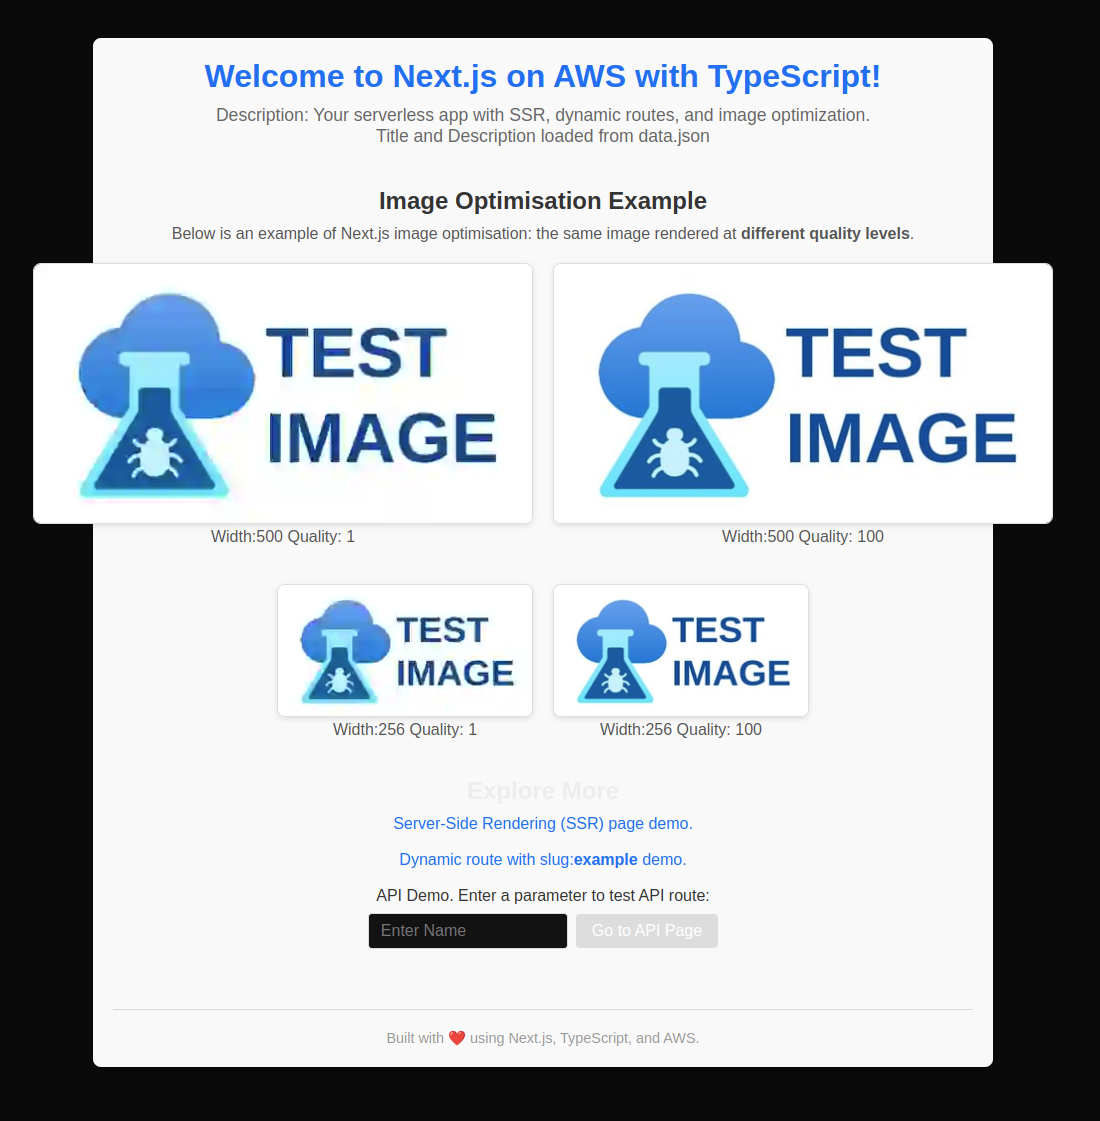 Welcome to Next.js on AWS with TypeScript!
Description: Your serverless app with SSR, dynamic routes, and image optimization.
Title and Description loaded from data.json
Image Optimisation Example
Below is an example of Next.js image optimisation: the same image rendered at different quality levels.
TEST
IMAGE
Width:500 Quality: 1
TEST
IMAGE
Width:500 Quality: 100
TEST
IMAGE
Width:256 Quality: 1
TEST
IMAGE
Width:256 Quality: 100
Explore More
Server-Side Rendering (SSR) page demo.
Dynamic route with slug:example demo.
API Demo. Enter a parameter to test API route:
Enter Name
Go to API Page
Built with ❤️ using Next.js, TypeScript, and AWS.